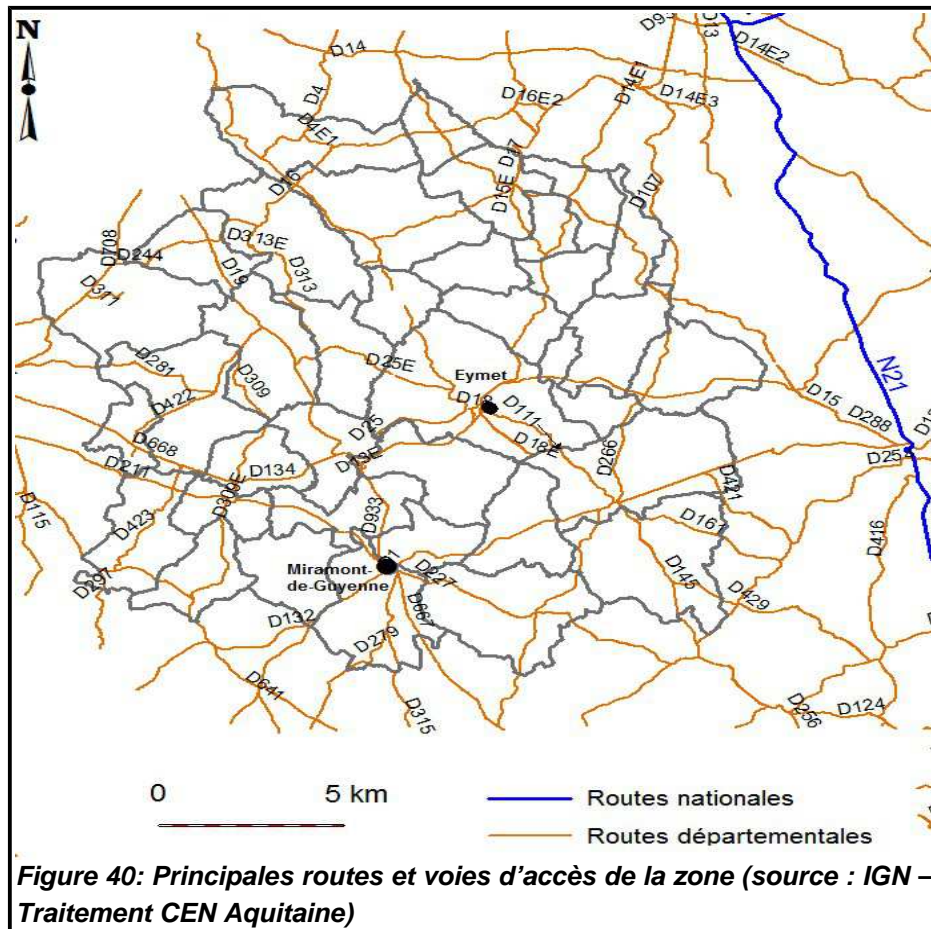 N
D14
D93
D13
D14E2
D4
D16E2
D14E1
D14E3
D4E1
D17
D16
D15E
D107
D708
D244
D313E
D19
D313
D311
N21
D281
D25E
Eymet
D309
D422
D18
D111
D15
D288
D25
D18E
D668
D13E
D266
D254
D211
D134
D309E
D421
D115
D423
D933
D161
D416
Miramont-
de-Guyenne
D227
D145
D297
D667
D429
D132
D279
D641
D315
D256
D124
0 5 km
Routes nationales
Routes départementales
Figure 40: Principales routes et voies d'accès de la zone (source : IGN –
Traitement CEN Aquitaine)